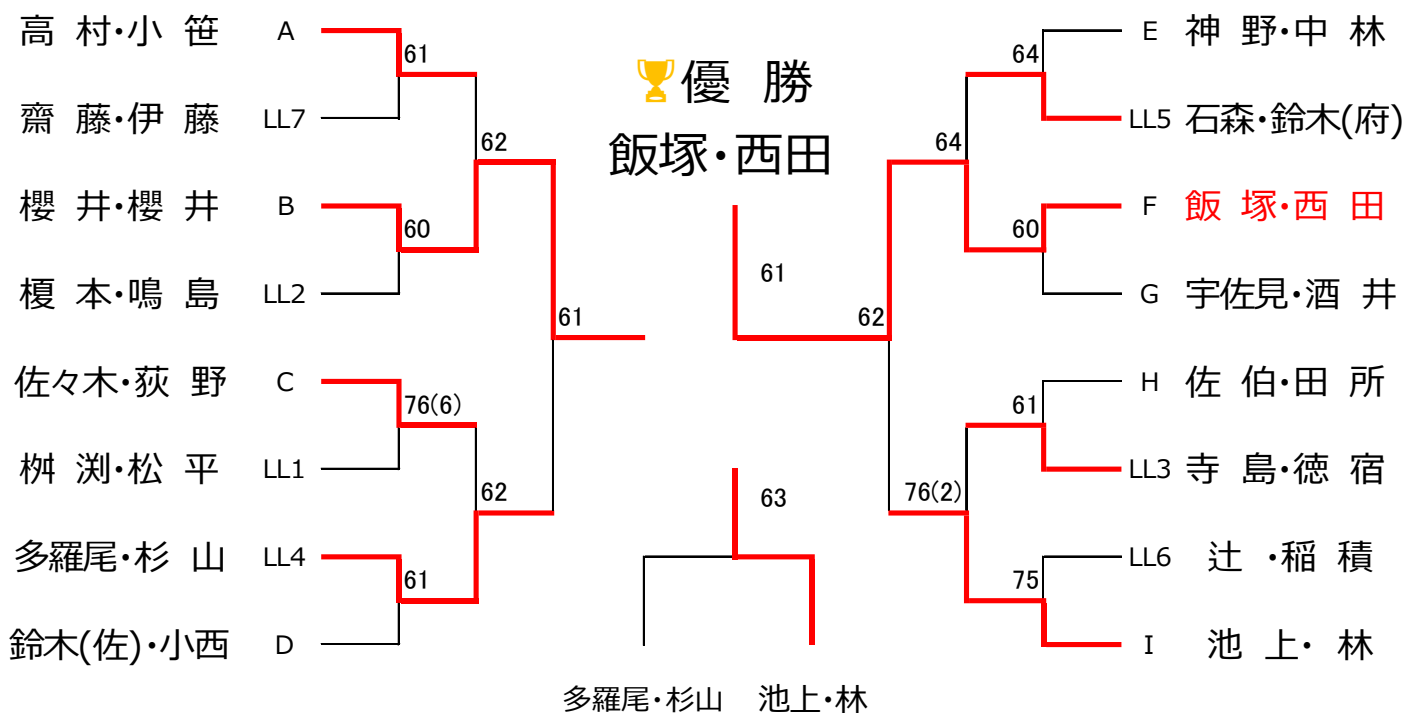 高 村・小 笹 A
61
齋 藤・伊 藤 LL7
62
櫻 井・櫻 井 B
60
榎 本・鳴 島 LL2
61
佐々木・荻 野 C
76(6)
桝 渕・松 平 LL1
62
多羅尾・杉 山 LL4
61
鈴木(佐)・小西 D
優 勝
飯塚・西田
61
63
多羅尾・杉山 池上・林
E 神 野・中 林
64
LL5 石森・鈴木(府)
64
F 飯 塚・西 田
60
G 宇佐見・酒 井
62
H 佐 伯・田 所
61
LL3 寺 島・徳 宿
76(2)
LL6 辻 ・稲 積
75
I 池 上・ 林